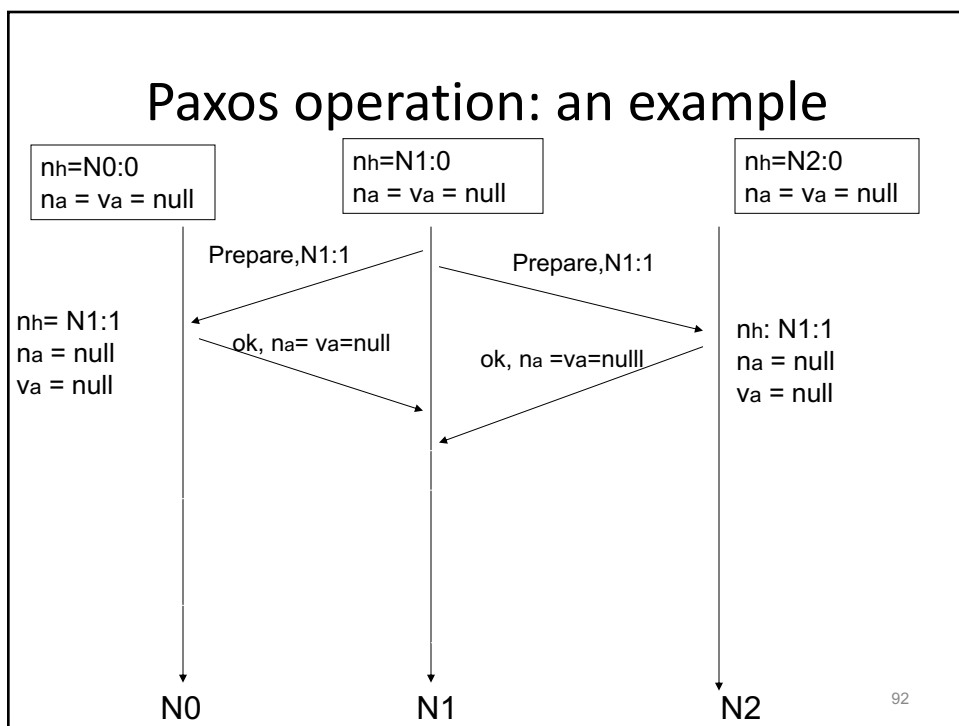 Paxos operation: an example
nh=N0:0
na = va = null
nh=N1:0
na = va = null
nh=N2:0
na = va = null
Prepare,N1:1
Prepare,N1:1
nh= N1:1
na = null
va = null
ok, na= va=null
ok, na =va=nulll
nh: N1:1
na = null
va = null
N0
N1
N2
92